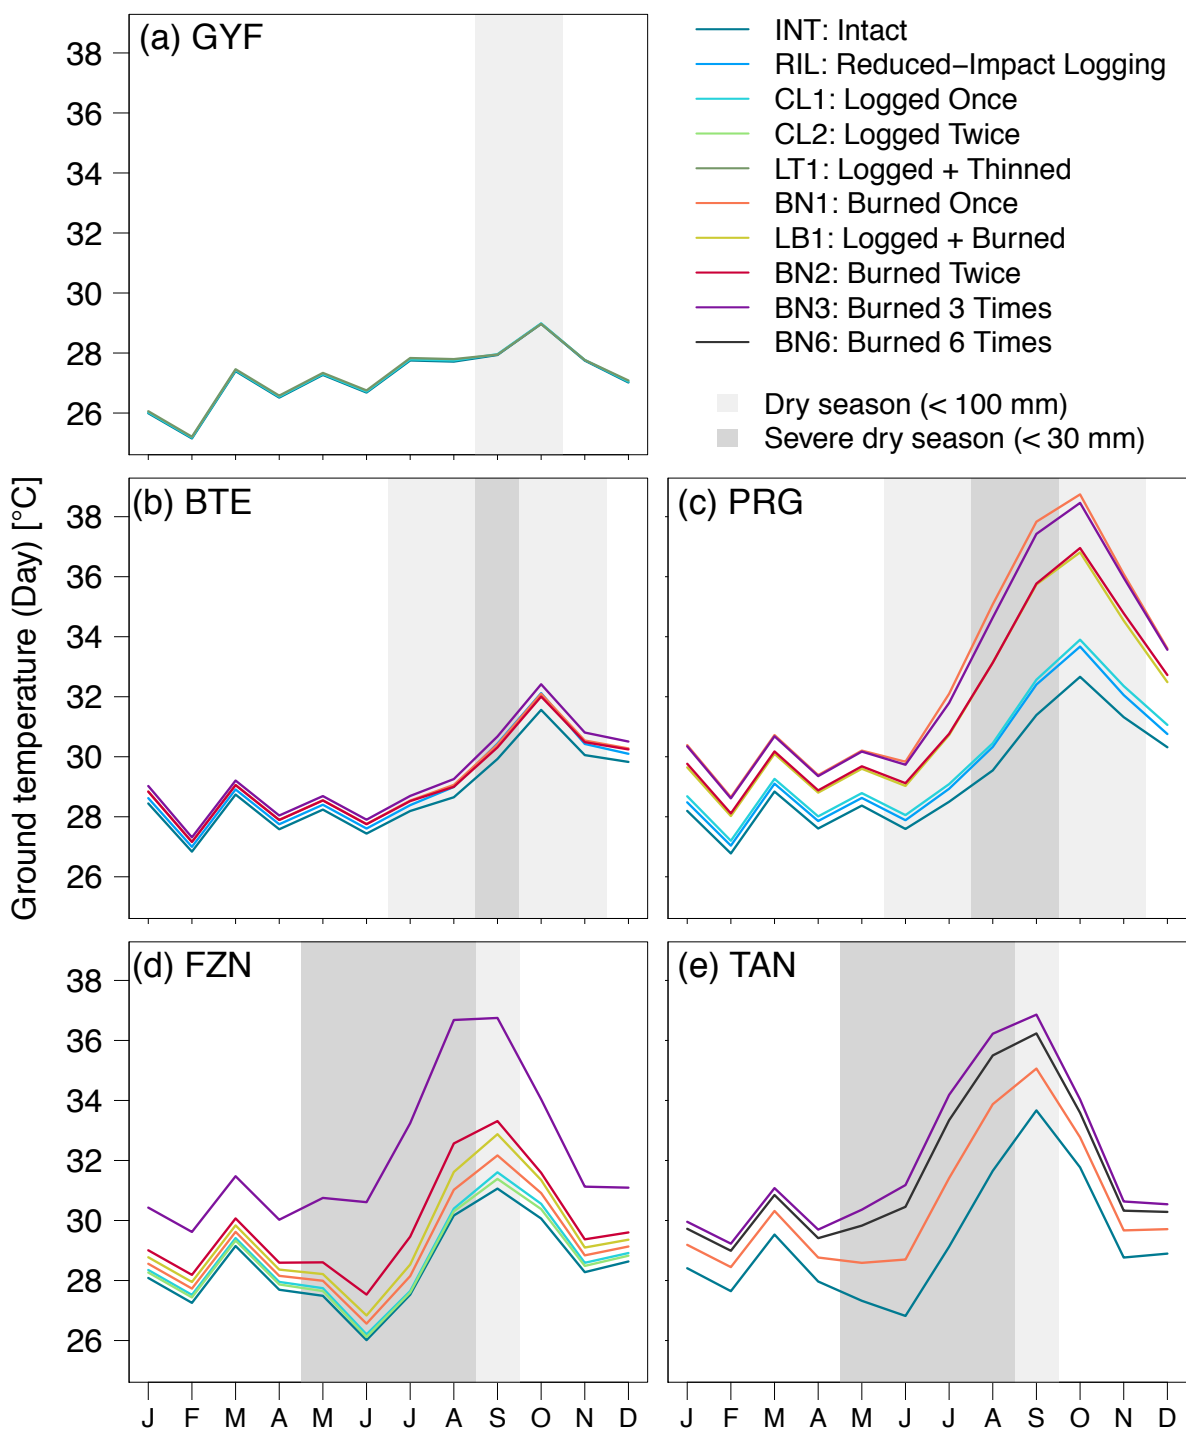 (a) GYF
38
36
34
32
30
28
26
INT: Intact
RIL: Reduced−Impact Logging
CL1: Logged Once
CL2: Logged Twice
LT1: Logged + Thinned
BN1: Burned Once
LB1: Logged + Burned
BN2: Burned Twice
BN3: Burned 3 Times
BN6: Burned 6 Times
Dry season (< 100 mm)
Severe dry season (< 30 mm)
Ground temperature (Day) [°C]
(b) BTE
38
36
34
32
30
28
26
(c) PRG
(d) FZN
38
36
34
32
30
28
26
J F M A M J J A S O N D
(e) TAN
J F M A M J J A S O N D